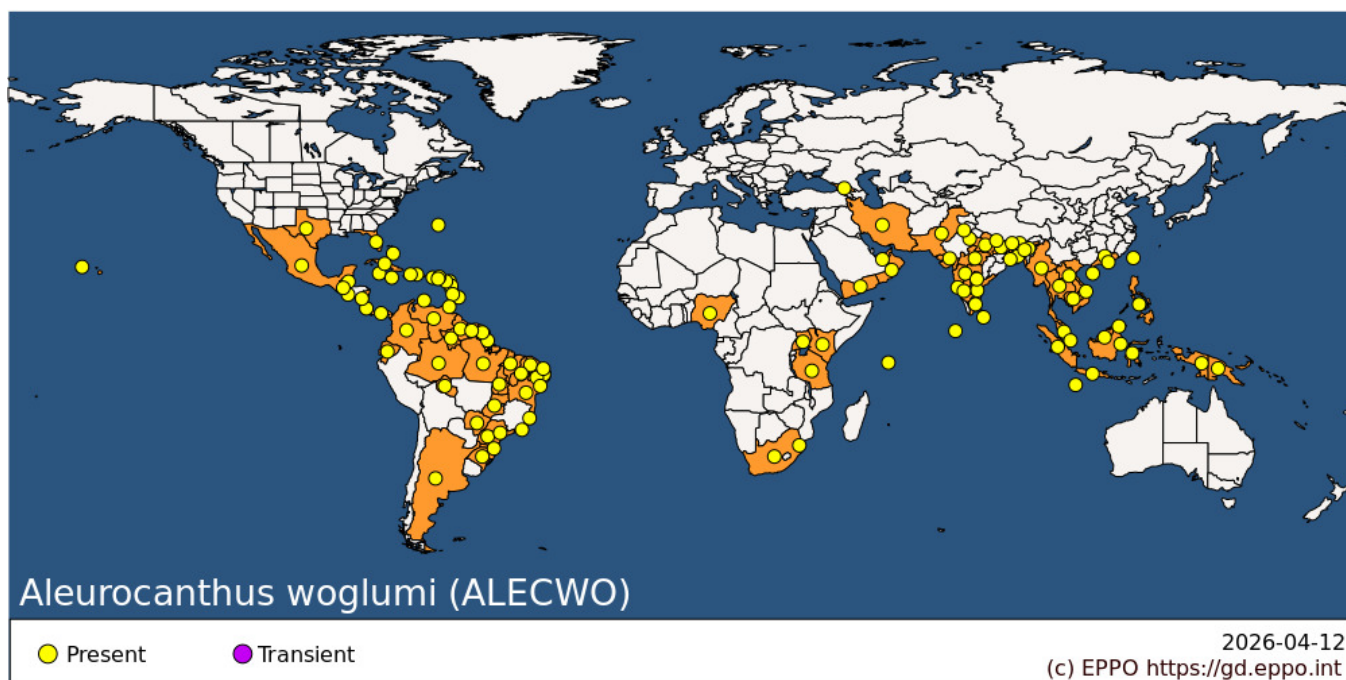 Aleurocanthus woglumi (ALECWO)
Present
Transient
2026-04-12
(c) EPPO https://gd.eppo.int